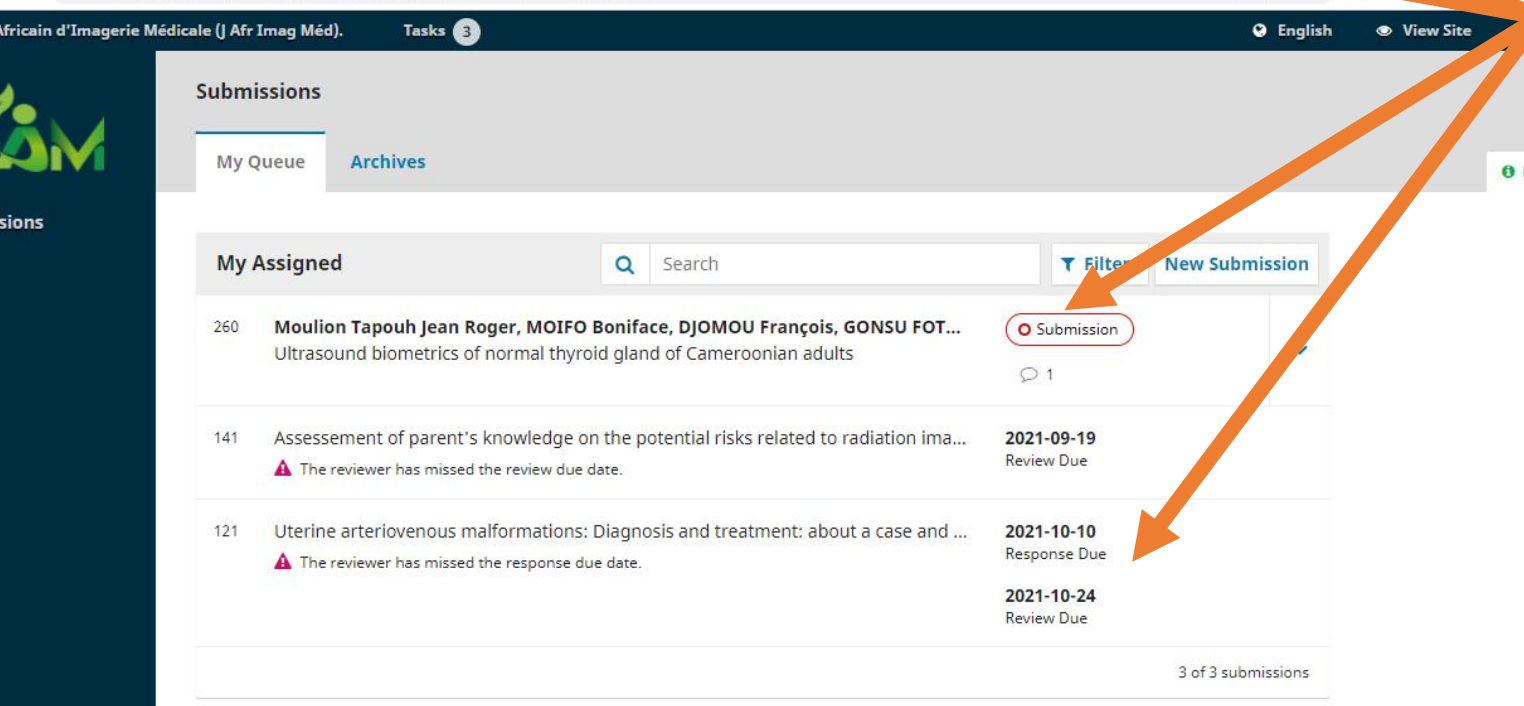 Africain d'Imagerie Médicale (J Afr Imag Méd). Tasks 3 English View Site
Submissions
My Queue Archives
sions
My Assigned Search Filter New Submission
260 Moulion Tapouh Jean Roger, MOIFO Boniface, DJOMOU François, GONSU FOT... Submission
Ultrasound biometrics of normal thyroid gland of Cameroonian adults
1
141 Assessement of parent's knowledge on the potential risks related to radiation ima... 2021-09-19
The reviewer has missed the review due date. Review Due
121 Uterine arteriovenous malformations: Diagnosis and treatment: about a case and ... 2021-10-10
The reviewer has missed the response due date. Response Due
2021-10-24
Review Due
3 of 3 submissions